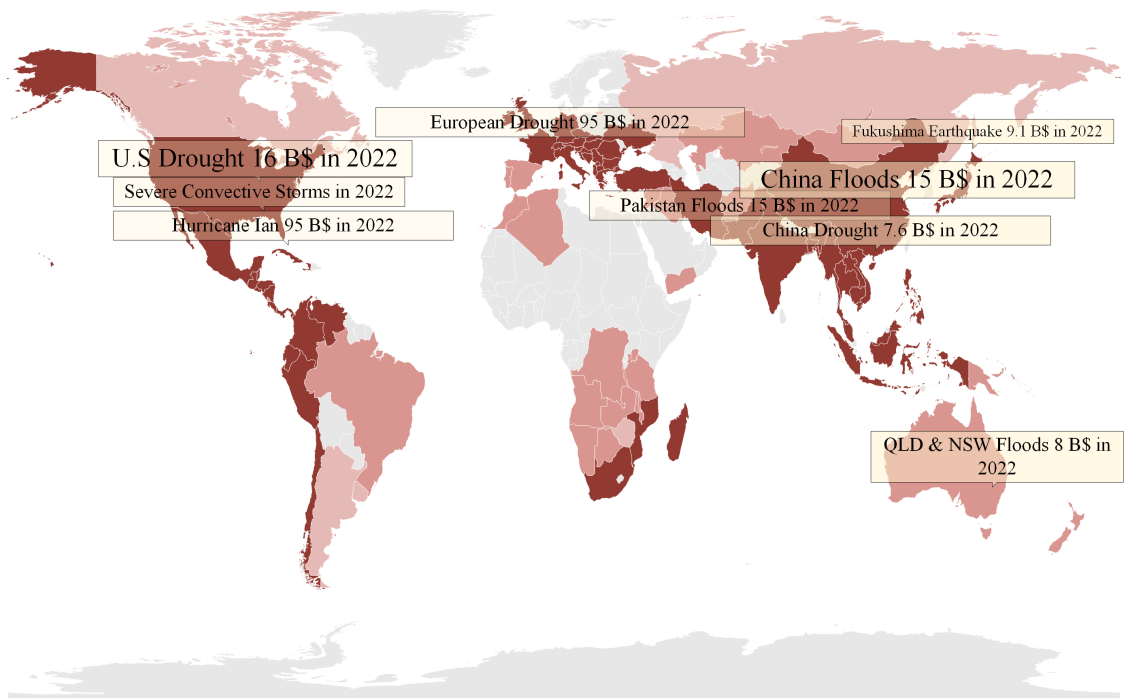 European Drought 95 B$ in 2022
Fukushima Earthquake 9.1 B$ in 2022
U.S Drought 16 B$ in 2022
China Floods 15 B$ in 2022
Severe Convective Storms in 2022
Pakistan Floods 15 B$ in 2022
Hurricane Ian 95 B$ in 2022
China Drought 7.6 B$ in 2022
QLD & NSW Floods 8 B$ in
2022